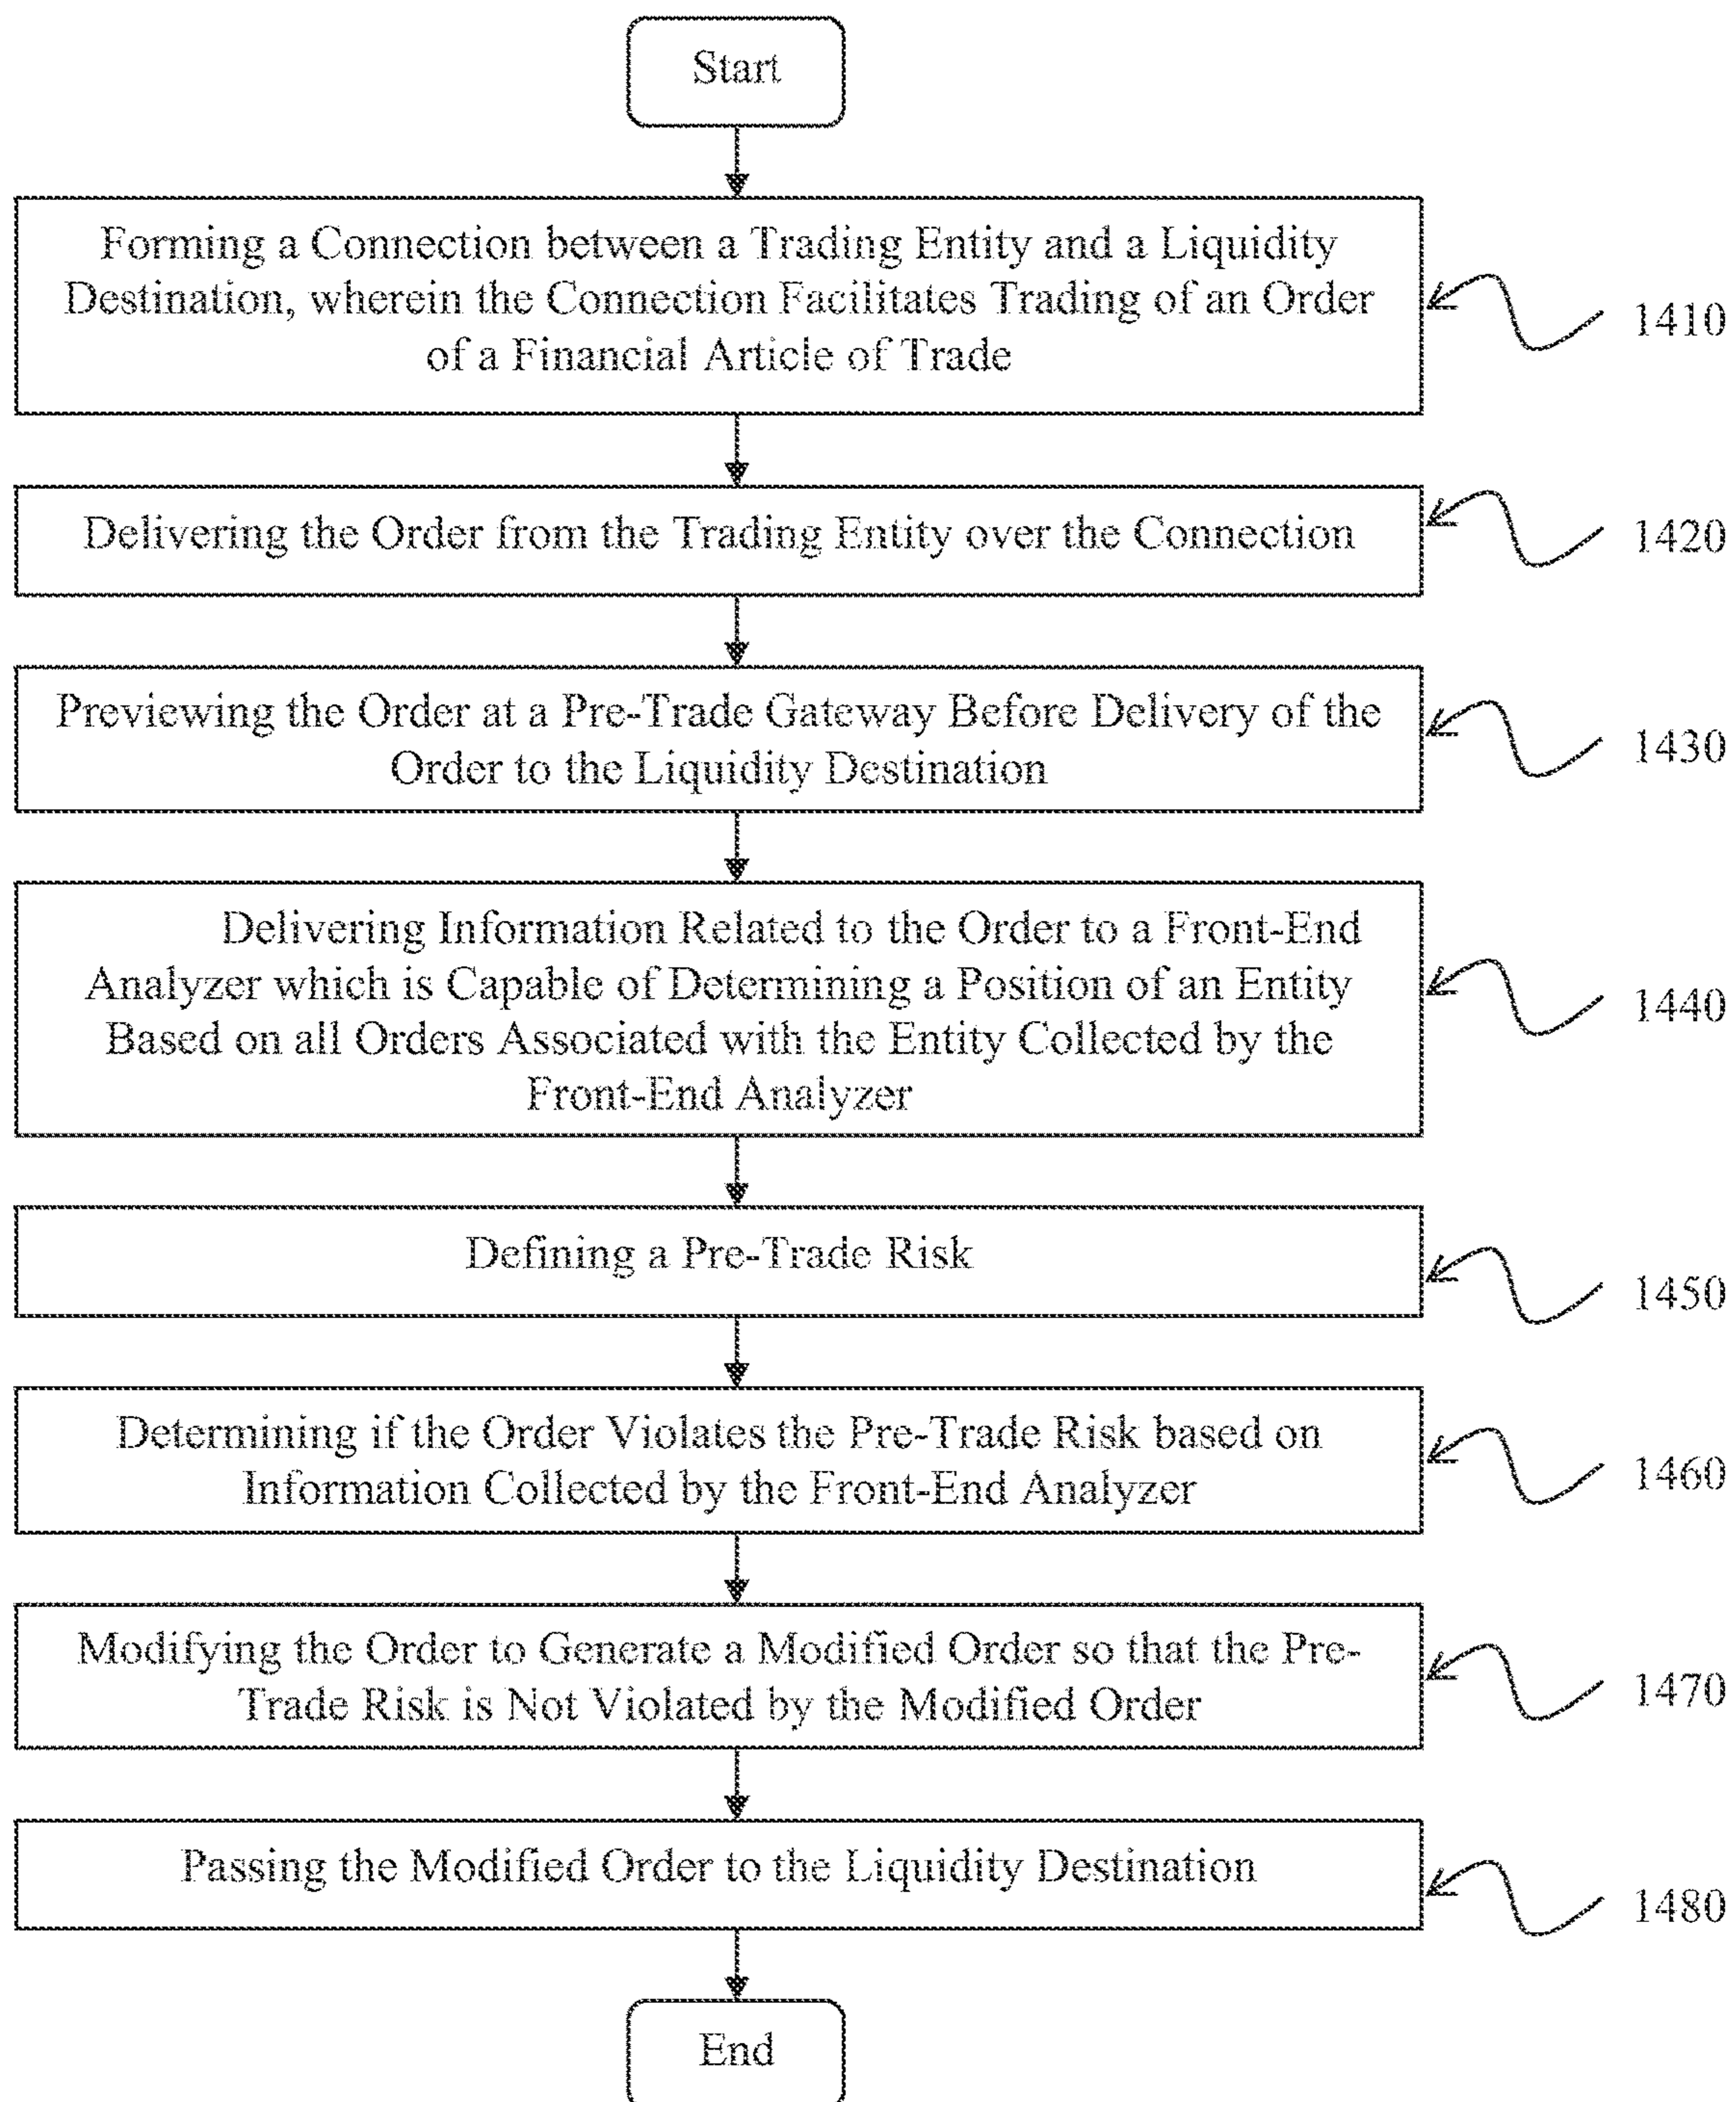 Start
Forming a Connection between a Trading Entity and a Liquidity
Destination, wherein the Connection Facilitates Trading of an Order
of a Financial Article of Trade
1410
Delivering the Order from the Trading Entity over the Connection
1420
Previewing the Order at a Pre-Trade Gateway Before Delivery of the
Order to the Liquidity Destination
1430
Delivering Information Related to the Order to a Front-End
Analyzer which is Capable of Determining a Position of an Entity
Based on all Orders Associated with the Entity Collected by the
Front-End Analyzer
1440
Defining a Pre-Trade Risk
1450
Determining if the Order Violates the Pre-Trade Risk based on
Information Collected by the Front-End Analyzer
1460
Modifying the Order to Generate a Modified Order so that the Pre-
Trade Risk is Not Violated by the Modified Order
1470
Passing the Modified Order to the Liquidity Destination
1480
End